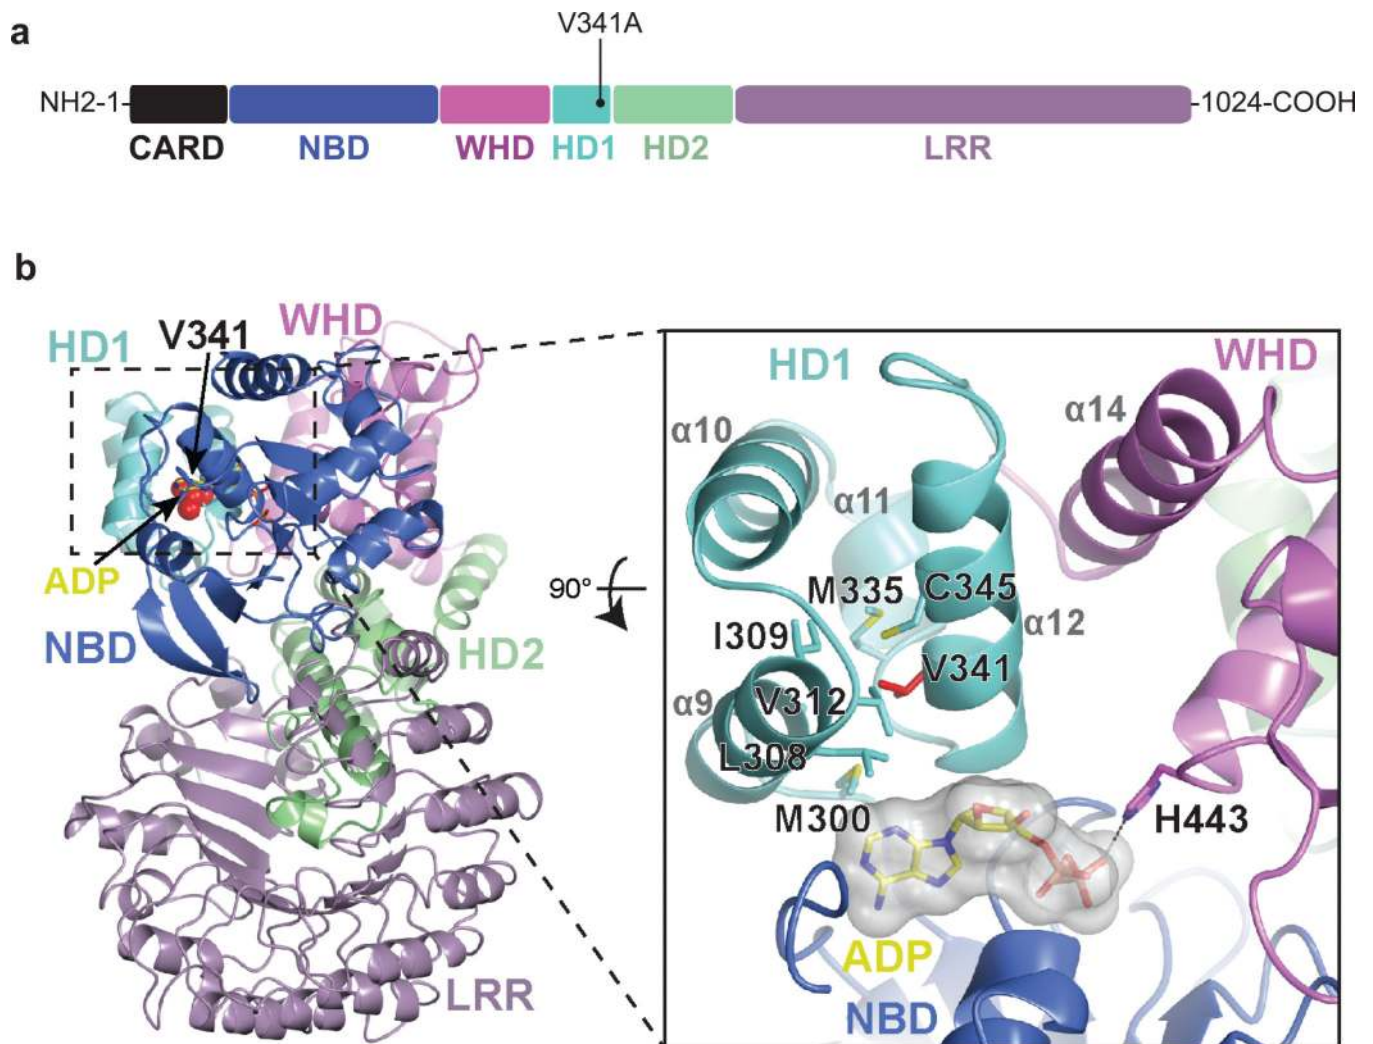 a
V341A
NH2-1-
-1024-COOH
CARD NBD WHD HD1 HD2 LRR
b
HD1 V341 WHD
ADP
NBD
HD2
LRR
90°
HD1 WHD
α10 α14
α11
M335 C345
I309 α12
V341
α9 V312
L308
M300 H443
ADP
NBD